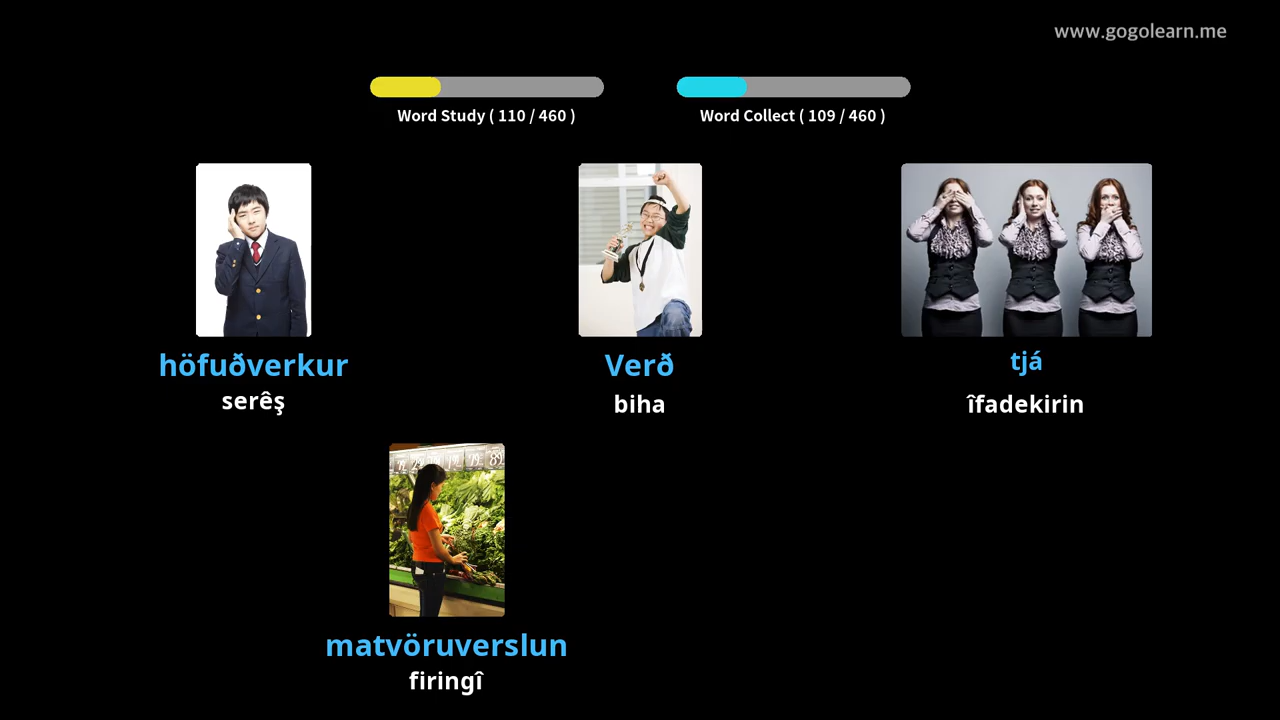 www.gogolearn.me
Word Study ( 110 / 460 )
Word Collect ( 109 / 460 )
höfuðverkur
serêş
Verð
biha
tjá
îfadekirin
matvöruverslun
firingî